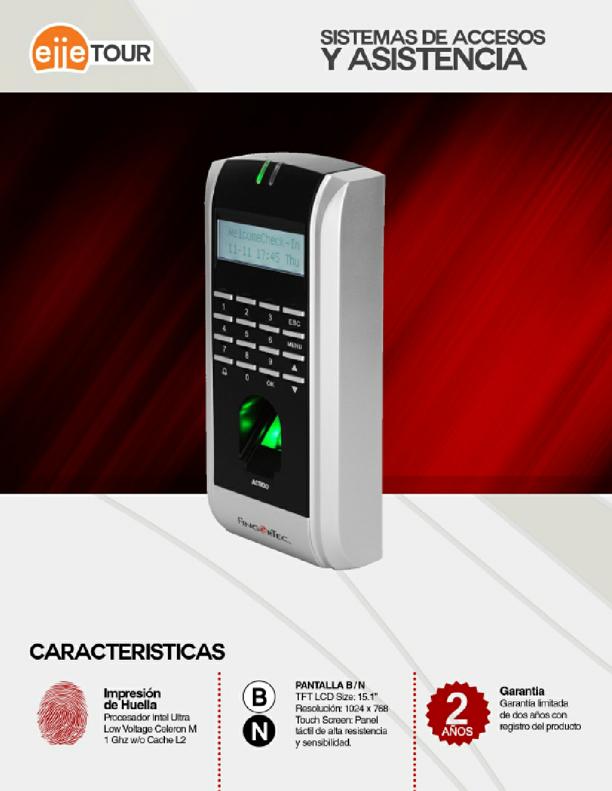 ejje TOUR
SISTEMAS DE ACCESOS
Y ASISTENCIA
WelcomeCheck-In
11-11 17:45 Thu
1 2 3 ESC
4 5 6 MENU
7 8 9 ▲
0 OK ▼
FINGERTEC
CARACTERISTICAS
Impresión
de Huella
Procesador Intel Ultra
Low Voltage Celeron M
1 Ghz w/o Cache L2
B
N
PANTALLA B/N
TFT LCD Size: 15.1"
Resolución: 1024 x 768
Touch Screen: Panel
táctil de alta resistencia
y sensibilidad.
2
AÑOS
Garantia
Garantía limitada
de dos años con
registro del producto